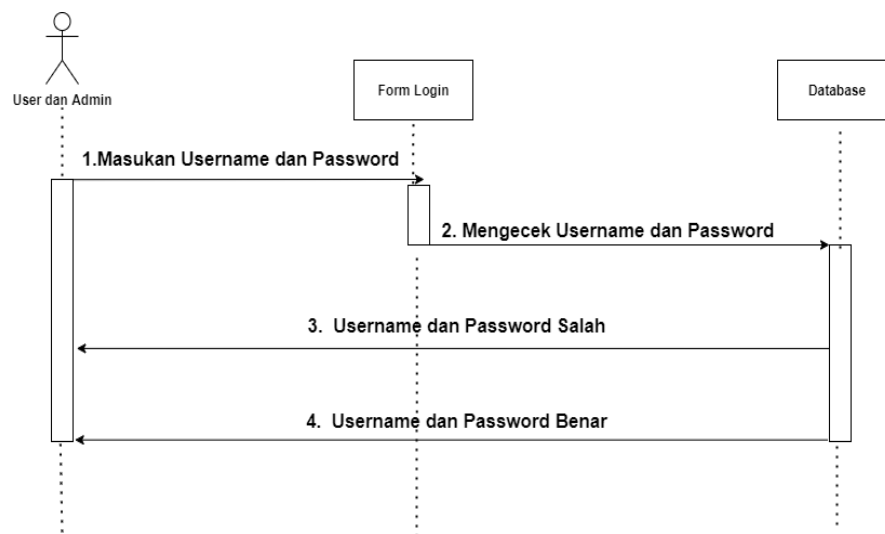 User dan Admin
Form Login
Database
1.Masukan Username dan Password
2. Mengecek Username dan Password
3. Username dan Password Salah
4. Username dan Password Benar